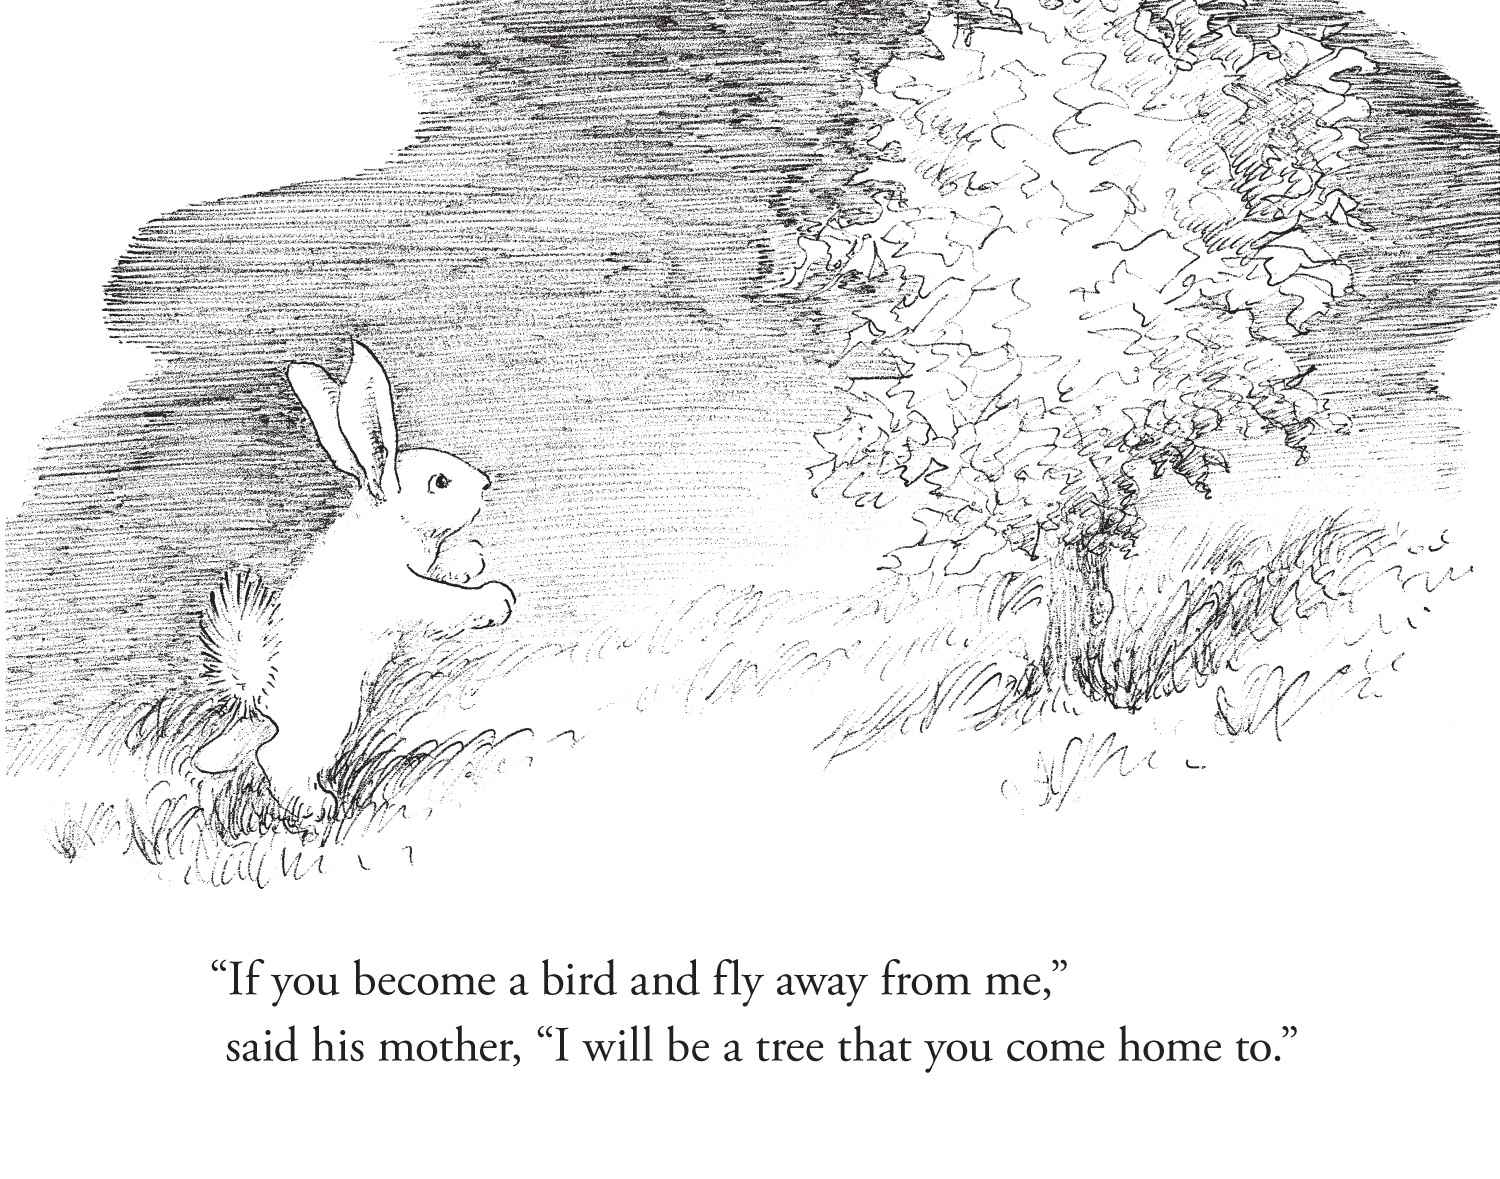 “If you become a bird and fly away from me,”
said his mother, “I will be a tree that you come home to.”